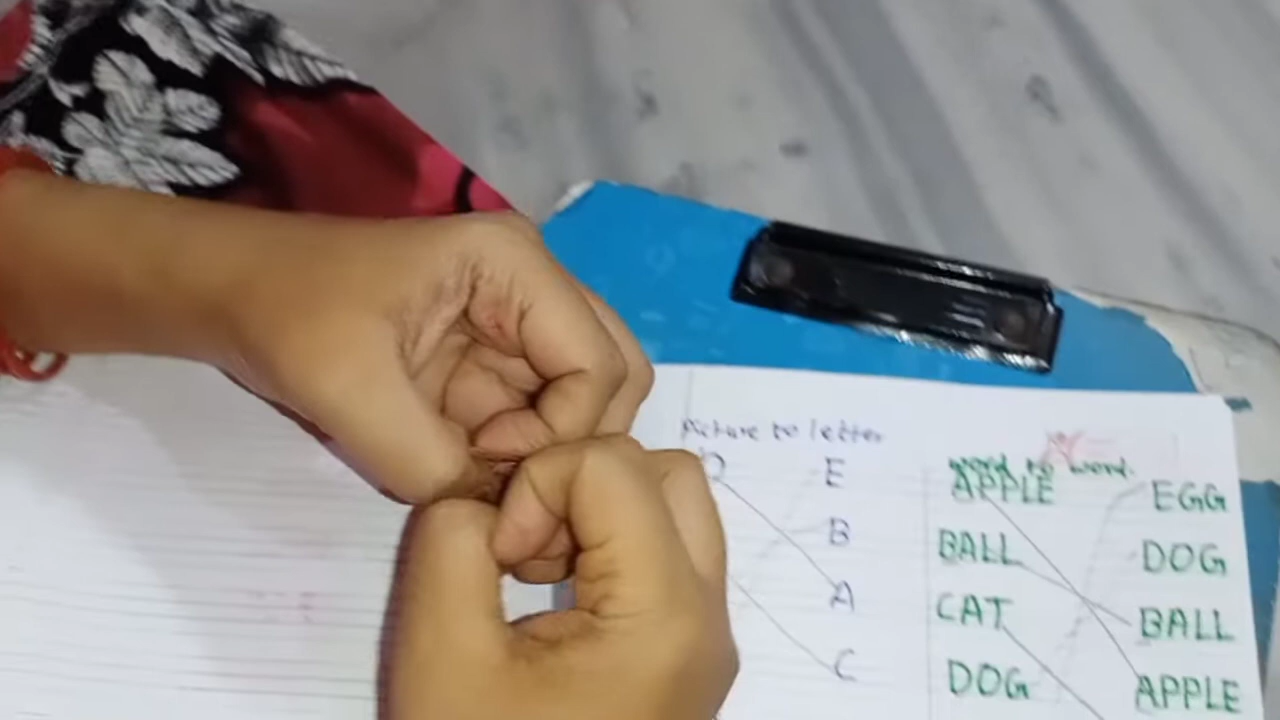 Picture to letter
E
B
A
C
word to word.
APPLE EGG
BALL DOG
CAT BALL
DOG APPLE